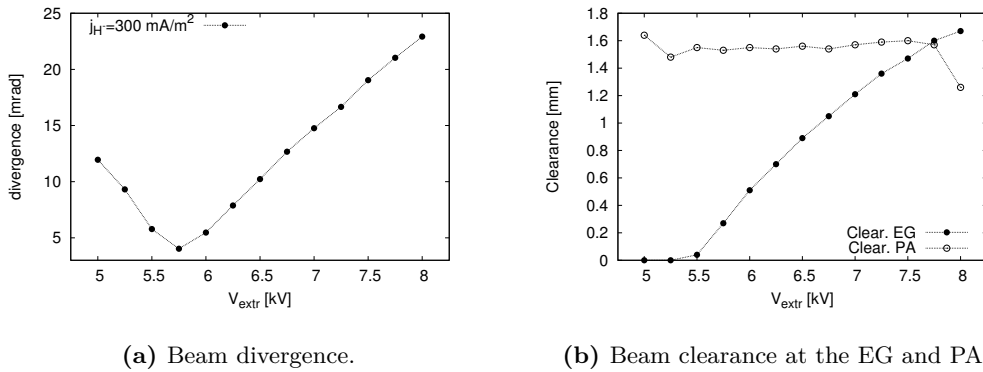 j_H-=300 mA/m²
25
20
15
10
5
divergence [mrad]
5 5.5 6 6.5 7 7.5 8
V_extr [kV]
(a) Beam divergence.
1.8
1.6
1.4
1.2
1
0.8
0.6
0.4
0.2
0
Clearance [mm]
Clear. EG
Clear. PA
5 5.5 6 6.5 7 7.5 8
V_extr [kV]
(b) Beam clearance at the EG and PA